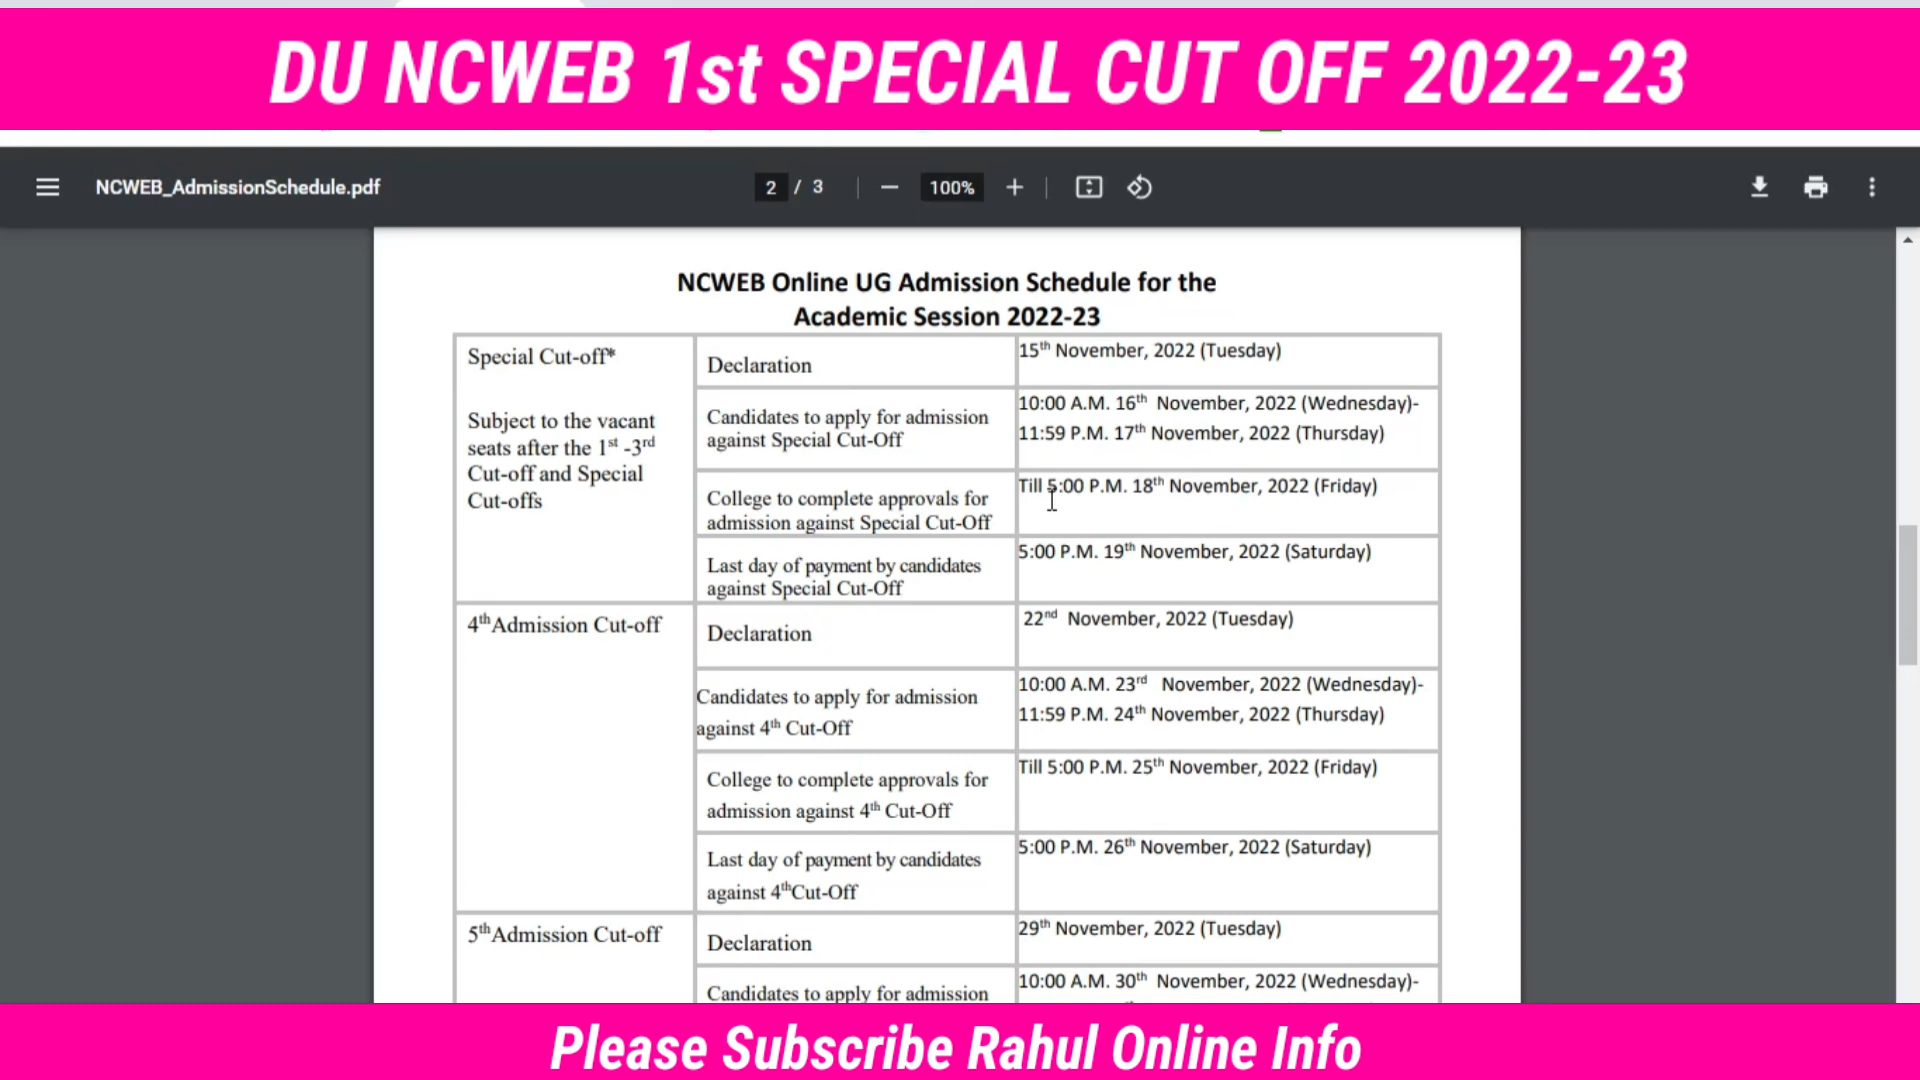 DU NCWEB 1st SPECIAL CUT OFF 2022-23
NCWEB_AdmissionSchedule.pdf
2 / 3
100%
NCWEB Online UG Admission Schedule for the
Academic Session 2022-23
Special Cut-off*
Subject to the vacant
seats after the 1st -3rd
Cut-off and Special
Cut-offs
Declaration
15th November, 2022 (Tuesday)
Candidates to apply for admission
against Special Cut-Off
10:00 A.M. 16th November, 2022 (Wednesday)-
11:59 P.M. 17th November, 2022 (Thursday)
College to complete approvals for
admission against Special Cut-Off
Till 5:00 P.M. 18th November, 2022 (Friday)
Last day of payment by candidates
against Special Cut-Off
5:00 P.M. 19th November, 2022 (Saturday)
4thAdmission Cut-off
Declaration
22nd November, 2022 (Tuesday)
Candidates to apply for admission
against 4th Cut-Off
10:00 A.M. 23rd November, 2022 (Wednesday)-
11:59 P.M. 24th November, 2022 (Thursday)
College to complete approvals for
admission against 4th Cut-Off
Till 5:00 P.M. 25th November, 2022 (Friday)
Last day of payment by candidates
against 4thCut-Off
5:00 P.M. 26th November, 2022 (Saturday)
5thAdmission Cut-off
Declaration
29th November, 2022 (Tuesday)
Candidates to apply for admission
10:00 A.M. 30th November, 2022 (Wednesday)-
Please Subscribe Rahul Online Info